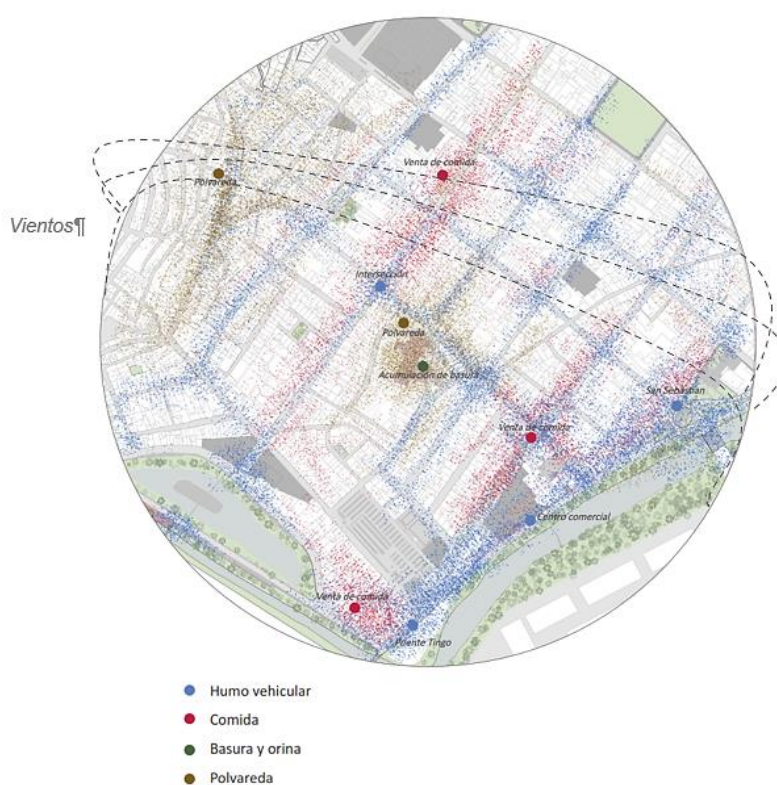 Venta de comida
Polvareda
Vientos¶
Intersección
Polvareda
Acumulación de basura
San Sebastian
Venta de comida
Centro comercial
Venta de comida
Puente Tingo
Humo vehicular
Comida
Basura y orina
Polvareda